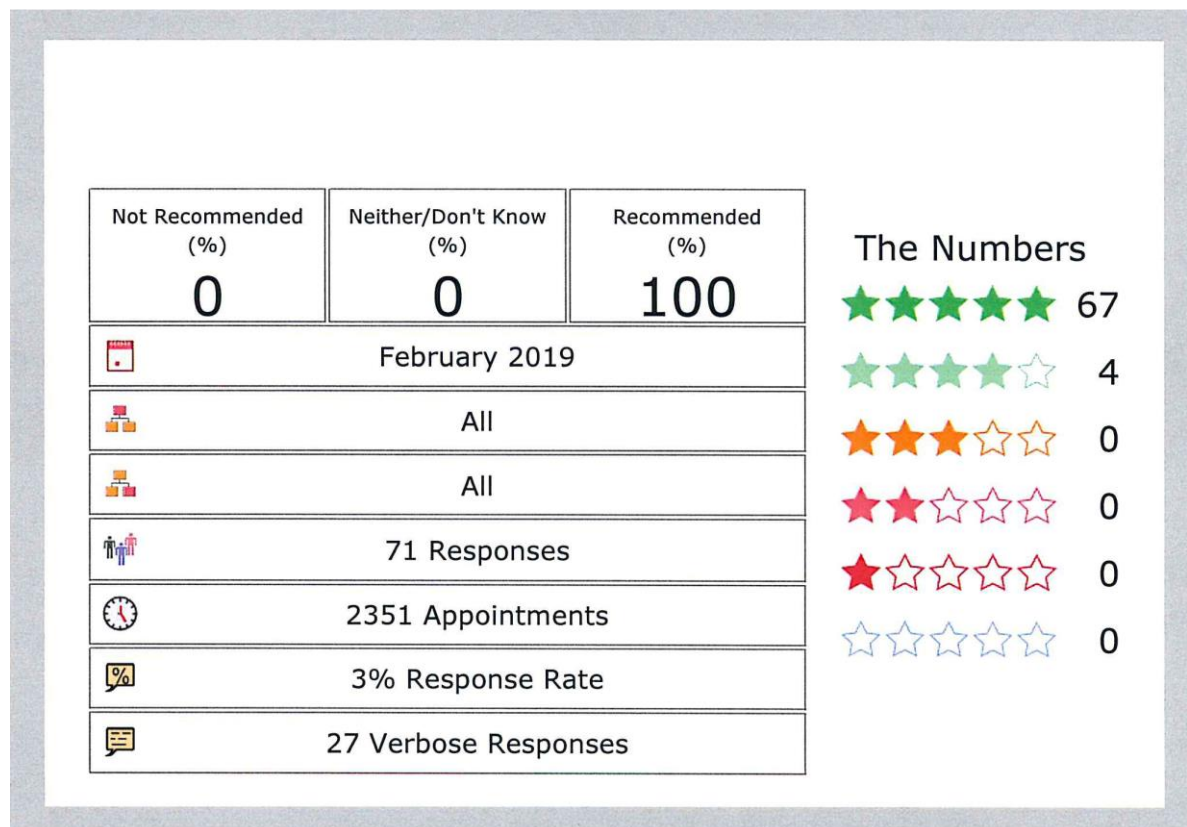 Not Recommended
(%)
0
Neither/Don't Know
(%)
0
Recommended
(%)
100
February 2019
All
All
71 Responses
2351 Appointments
% 3% Response Rate
27 Verbose Responses
The Numbers
67
4
0
0
0
0